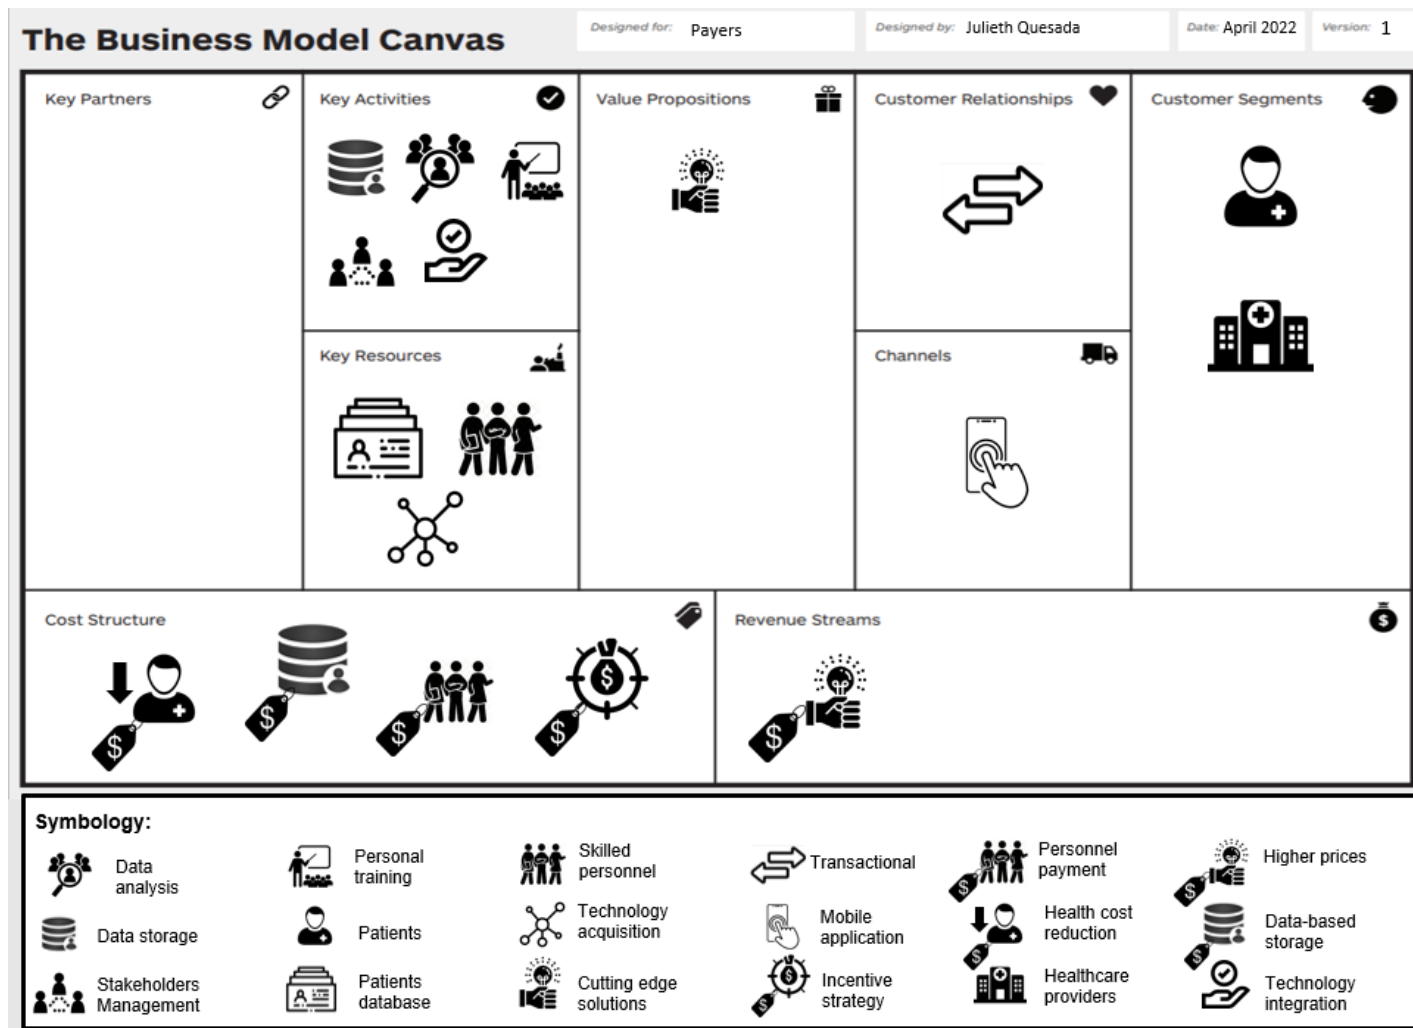 The Business Model Canvas
Designed for: Payers
Designed by: Julieth Quesada
Date: April 2022
Version: 1
Key Partners
Key Activities
Value Propositions
Customer Relationships
Customer Segments
Key Resources
Channels
Cost Structure
Revenue Streams
$
$
$
$
$
$
$
Symbology:
Data
analysis
Personal
training
Skilled
personnel
Transactional
$
Personnel
payment
$
Higher prices
Data storage
Patients
Technology
acquisition
Mobile
application
$
Health cost
reduction
$
Data-based
storage
Stakeholders
Management
Patients
database
Cutting edge
solutions
$
$
Incentive
strategy
Healthcare
providers
Technology
integration